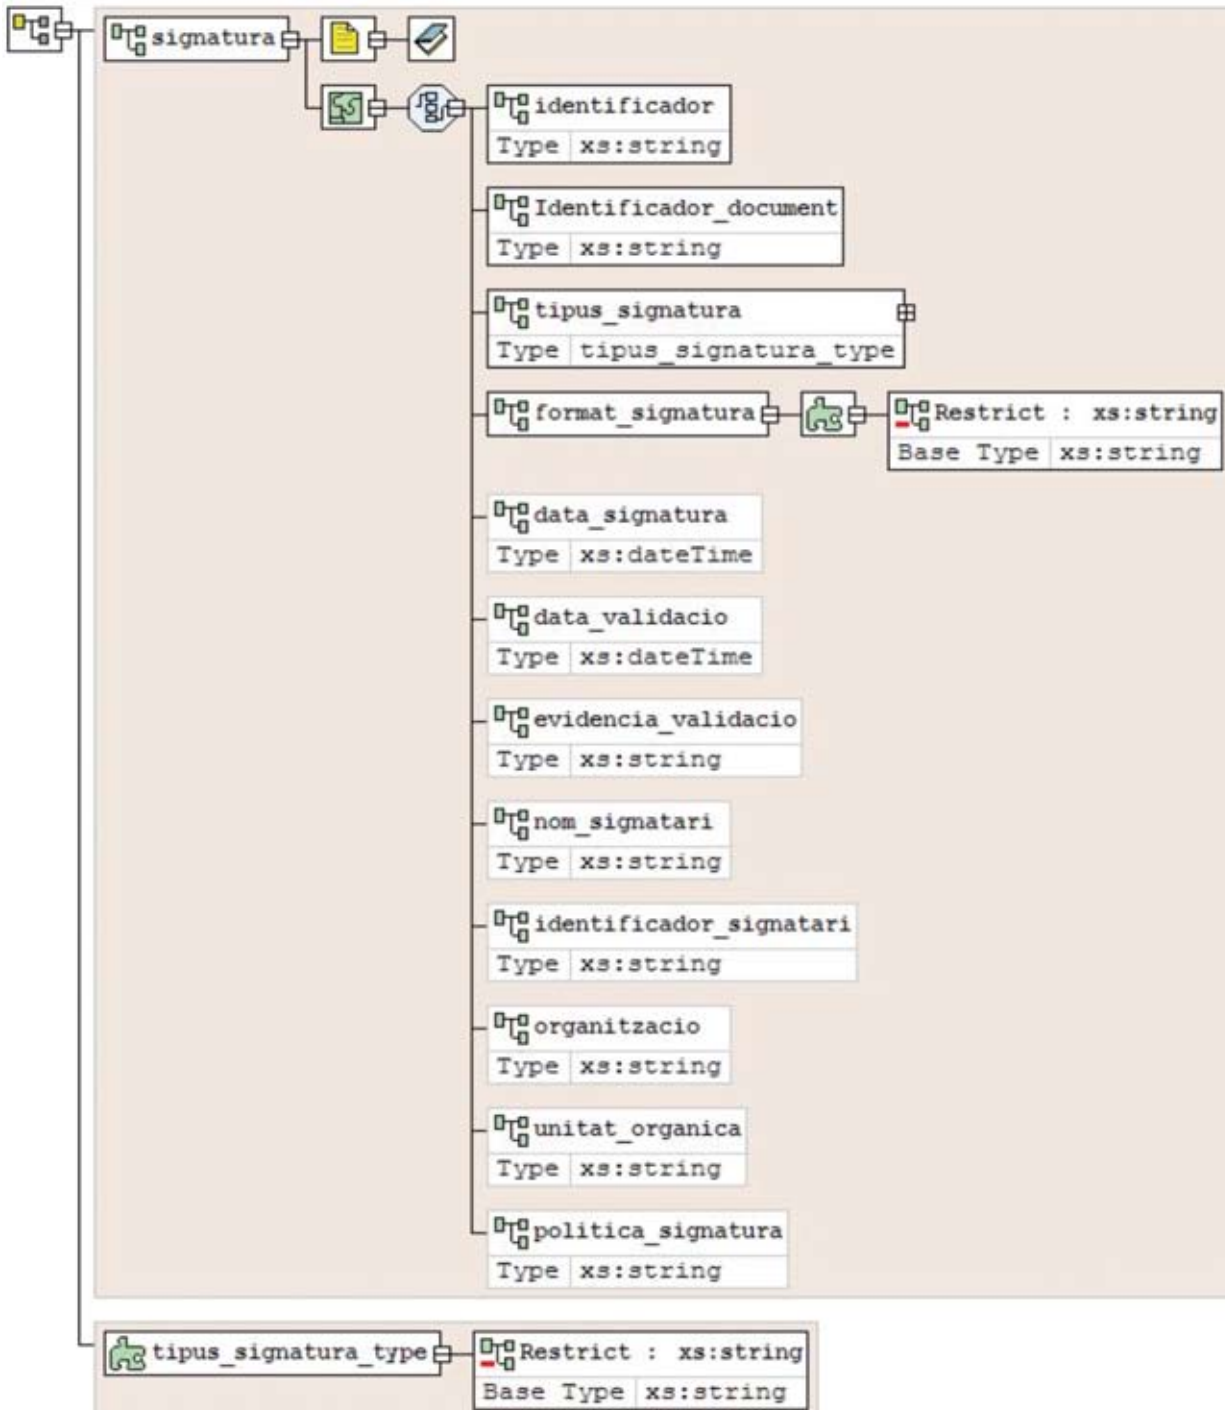 signatura
identificador
Type xs:string
Identificador_document
Type xs:string
tipus_signatura
Type tipus_signatura_type
format_signatura
Restrict : xs:string
Base Type xs:string
data_signatura
Type xs:dateTime
data_validacio
Type xs:dateTime
evidencia_validacio
Type xs:string
nom_signatari
Type xs:string
identificador_signatari
Type xs:string
organitzacio
Type xs:string
unitat_organica
Type xs:string
politica_signatura
Type xs:string
tipus_signatura_type
Restrict : xs:string
Base Type xs:string